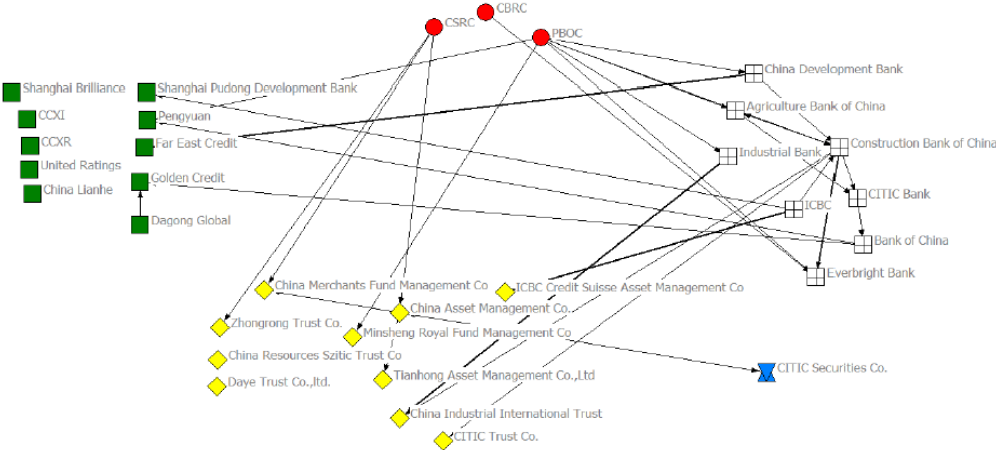 CBRC
CSRC
PBOC
China Development Bank
Shanghai Brilliance
Shanghai Pudong Development Bank
Agriculture Bank of China
CCXI
Pengyuan
CCXR
Far East Credit
Construction Bank of China
Industrial Bank
United Ratings
Golden Credit
China Lianhe
CITIC Bank
ICBC
Dagong Global
Bank of China
Everbright Bank
China Merchants Fund Management Co
ICBC Credit Suisse Asset Management Co
China Asset Management Co.
Zhongrong Trust Co.
Minsheng Royal Fund Management Co
China Resources Szitic Trust Co
CITIC Securities Co.
Tianhong Asset Management Co.,Ltd
Daye Trust Co.,ltd.
China Industrial International Trust
CITIC Trust Co.